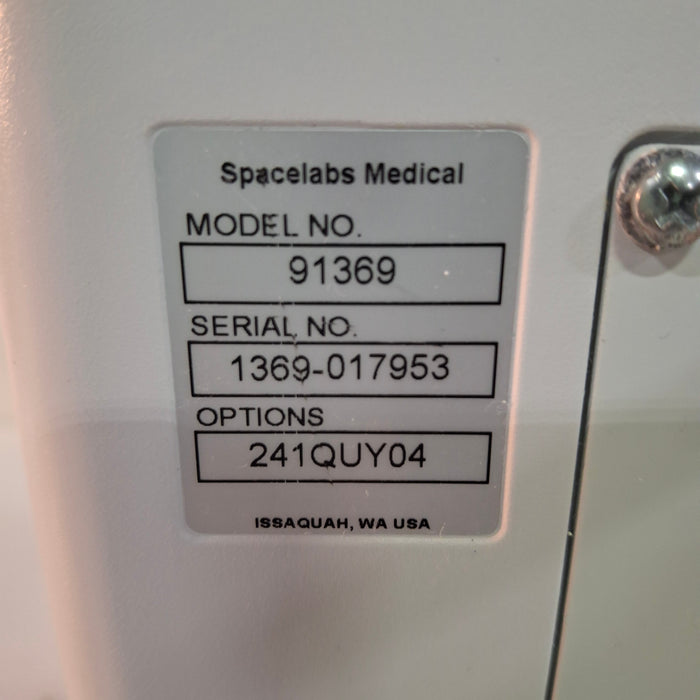 Spacelabs Medical
MODEL NO.
91369
SERIAL NO.
1369-017953
OPTIONS
241QUY04
ISSAQUAH, WA USA